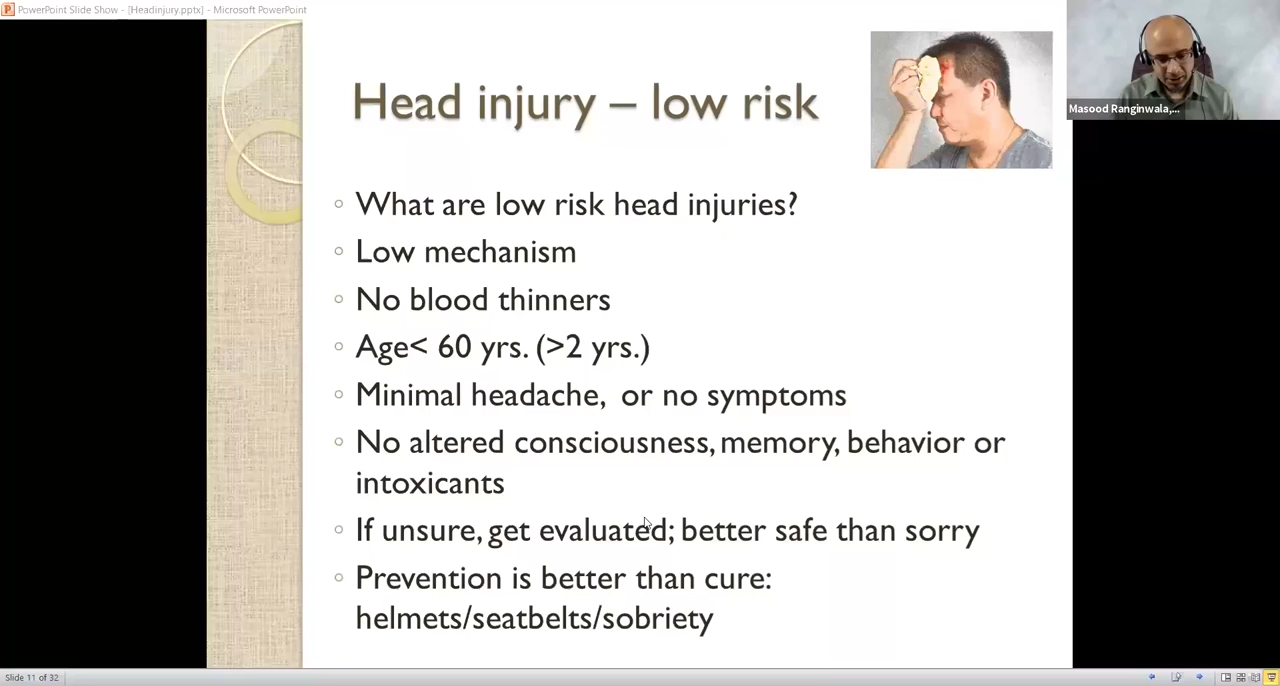 PowerPoint Slide Show - [Headinjury.pptx] - Microsoft PowerPoint
Masood Ranginwala,...
Head injury – low risk
What are low risk head injuries?
Low mechanism
No blood thinners
Age< 60 yrs. (>2 yrs.)
Minimal headache,  or no symptoms
No altered consciousness, memory, behavior or
intoxicants
If unsure, get evaluated; better safe than sorry
Prevention is better than cure:
helmets/seatbelts/sobriety
Slide 11 of 32